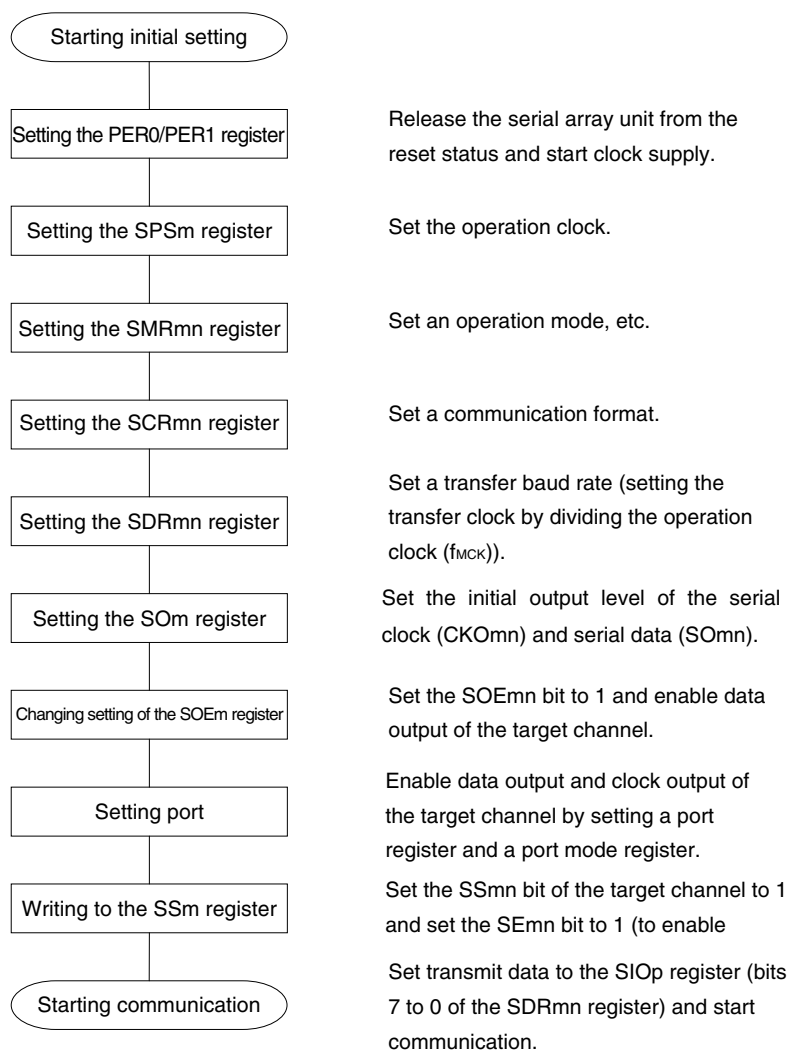 Starting initial setting
Setting the PER0/PER1 register
Release the serial array unit from the
reset status and start clock supply.
Setting the SPSm register
Set the operation clock.
Setting the SMRmn register
Set an operation mode, etc.
Setting the SCRmn register
Set a communication format.
Setting the SDRmn register
Set a transfer baud rate (setting the
transfer clock by dividing the operation
clock (fMCK)).
Setting the SOm register
Set the initial output level of the serial
clock (CKOmn) and serial data (SOmn).
Changing setting of the SOEm register
Set the SOEmn bit to 1 and enable data
output of the target channel.
Setting port
Enable data output and clock output of
the target channel by setting a port
register and a port mode register.
Writing to the SSm register
Set the SSmn bit of the target channel to 1
and set the SEmn bit to 1 (to enable
Starting communication
Set transmit data to the SIOp register (bits
7 to 0 of the SDRmn register) and start
communication.